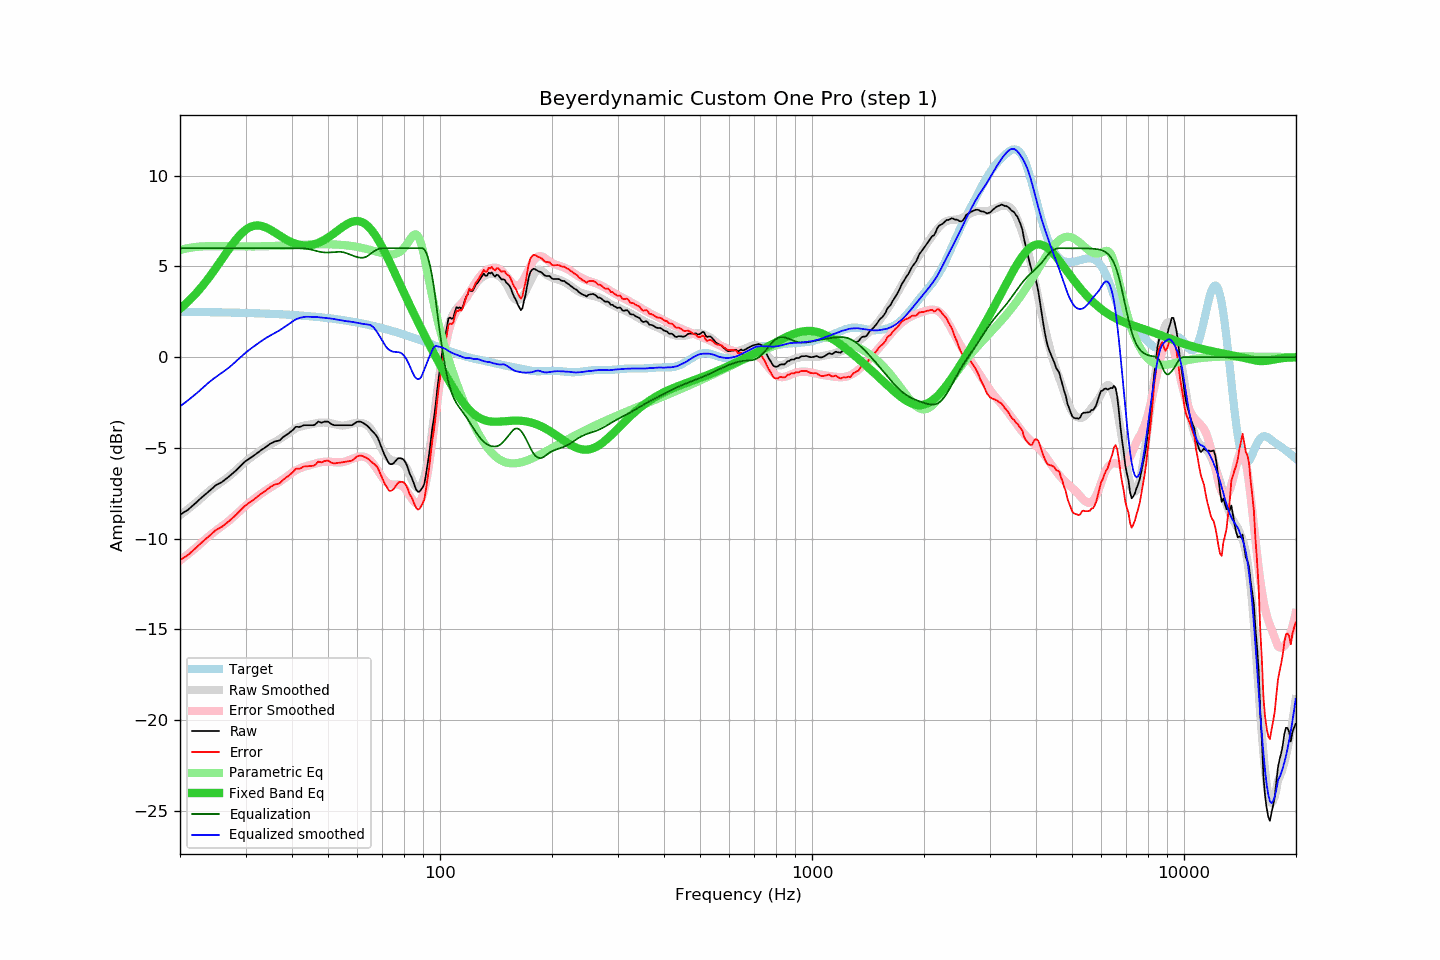 Beyerdynamic Custom One Pro (step 1)
10
5
0
−5
−10
−15
−20
−25
Amplitude (dBr)
Target
Raw Smoothed
Error Smoothed
Raw
Error
Parametric Eq
Fixed Band Eq
Equalization
Equalized smoothed
100
1000
10000
Frequency (Hz)